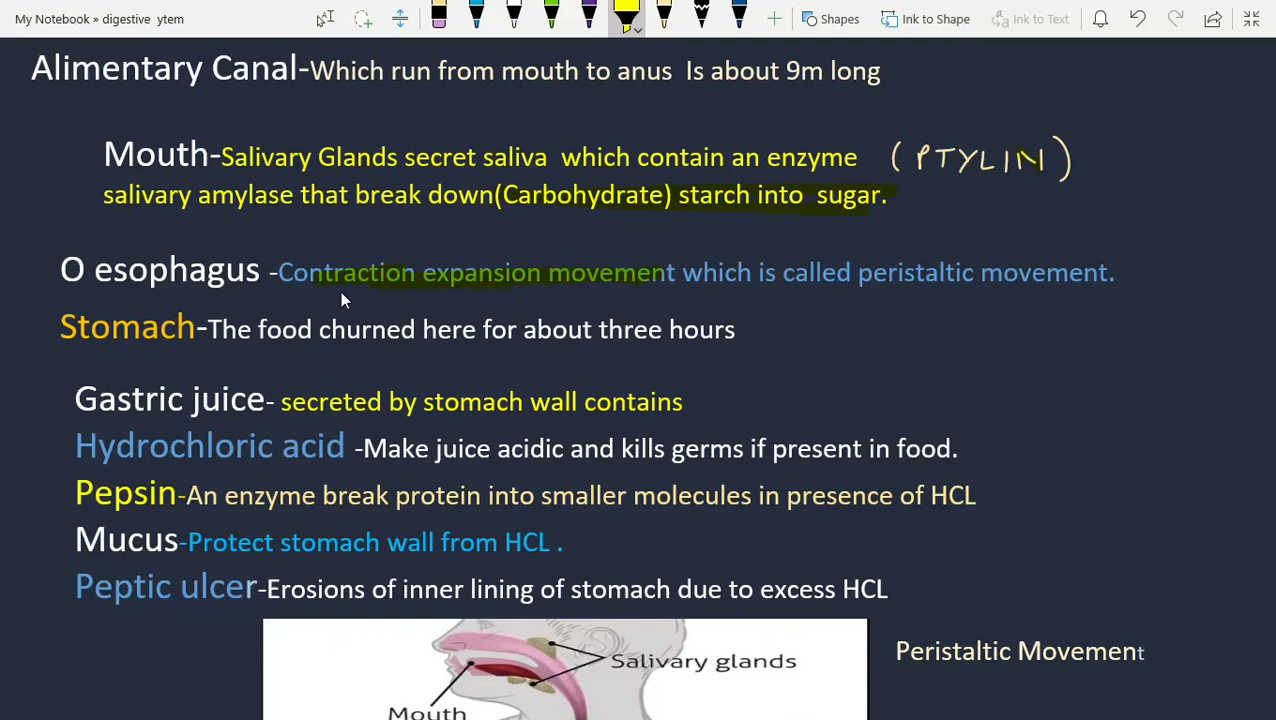 My Notebook » digestive ytem
Shapes
Ink to Shape
Ink to Text
Alimentary Canal-Which run from mouth to anus Is about 9m long
Mouth-Salivary Glands secret saliva which contain an enzyme (PTYLIN)
salivary amylase that break down(Carbohydrate) starch into sugar.
O esophagus -Contraction expansion movement which is called peristaltic movement.
Stomach-The food churned here for about three hours
Gastric juice- secreted by stomach wall contains
Hydrochloric acid -Make juice acidic and kills germs if present in food.
Pepsin-An enzyme break protein into smaller molecules in presence of HCL
Mucus-Protect stomach wall from HCL .
Peptic ulcer-Erosions of inner lining of stomach due to excess HCL
Salivary glands
Peristaltic Movement
Mouth